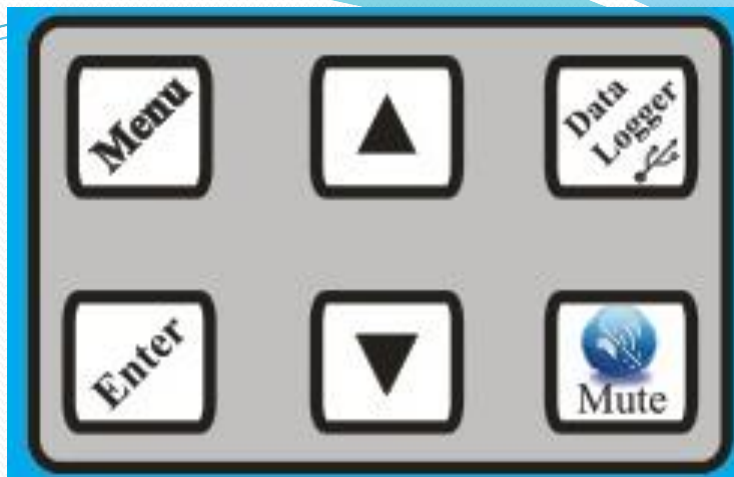 Menu
▲
Data
Logger
Enter
▼
Mute